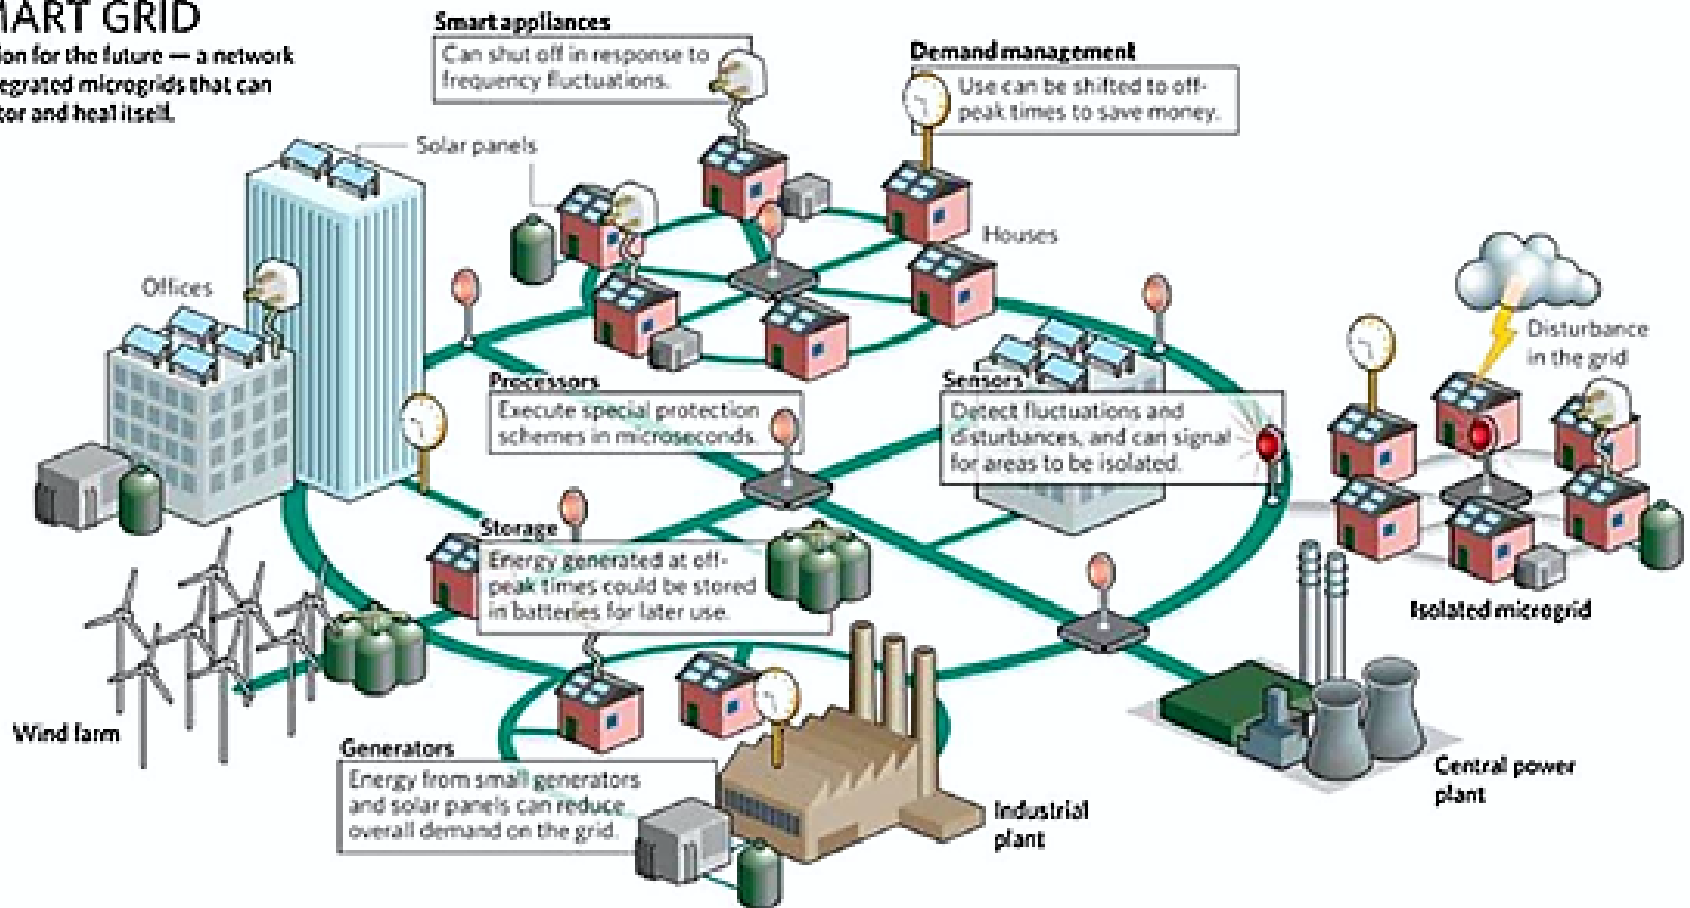 MART GRID
ion for the future — a network
egrated microgrids that can
tor and heal itself.
Smart appliances
Can shut off in response to
frequency fluctuations.
Demand management
Use can be shifted to off-
peak times to save money.
Solar panels
Houses
Offices
Disturbance
in the grid
Processors
Execute special protection
schemes in microseconds.
Sensors
Detect fluctuations and
disturbances, and can signal
for areas to be isolated.
Storage
Energy generated at off-
peak times could be stored
in batteries for later use.
Isolated microgrid
Wind farm
Generators
Energy from small generators
and solar panels can reduce
overall demand on the grid.
Industrial
plant
Central power
plant